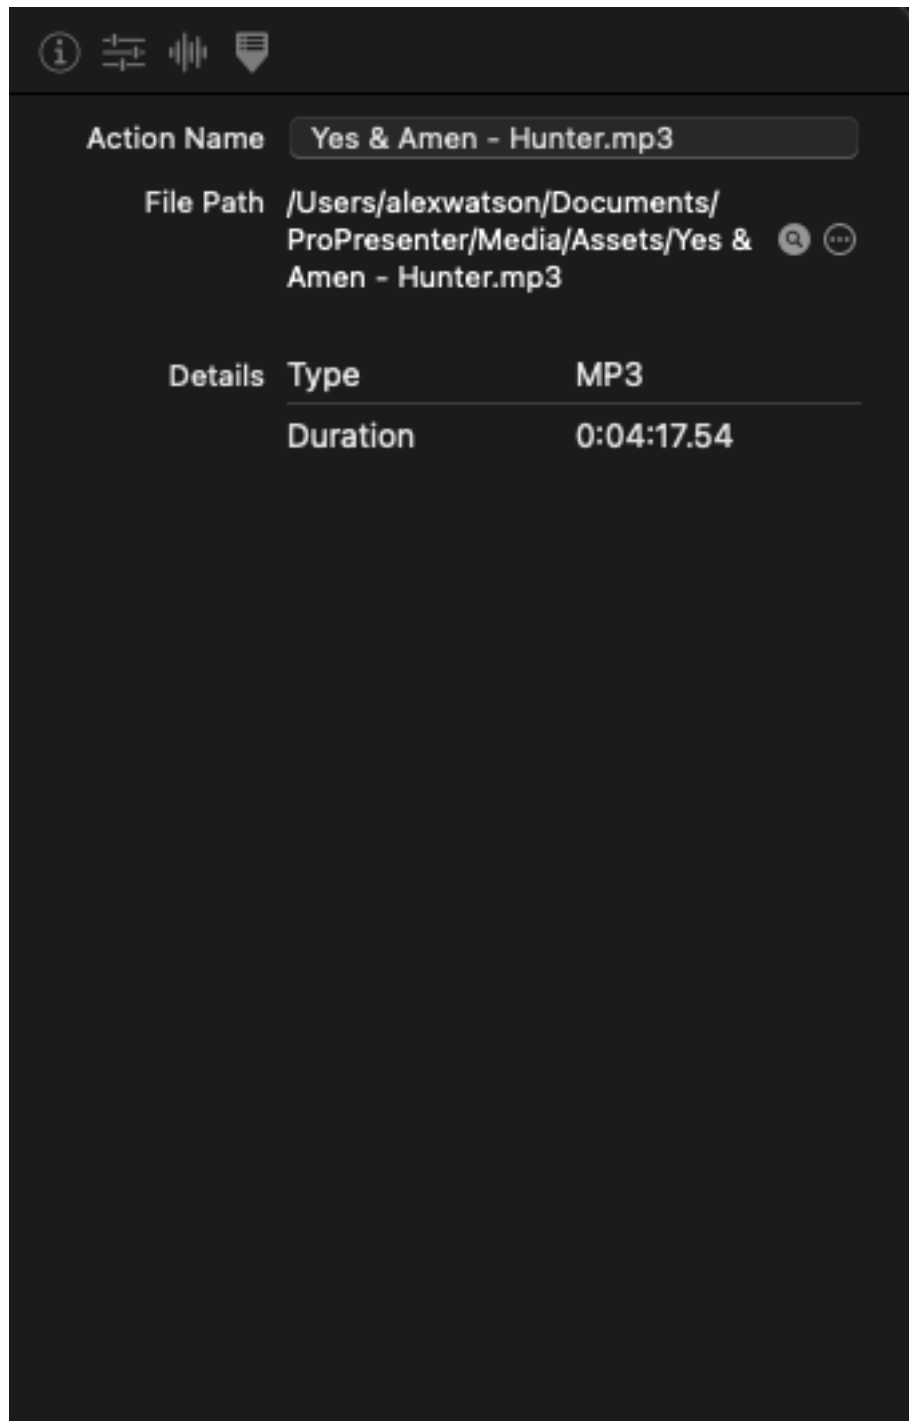 Action Name Yes & Amen - Hunter.mp3
File Path /Users/alexwatson/Documents/
ProPresenter/Media/Assets/Yes &
Amen - Hunter.mp3
Details Type MP3
Duration 0:04:17.54